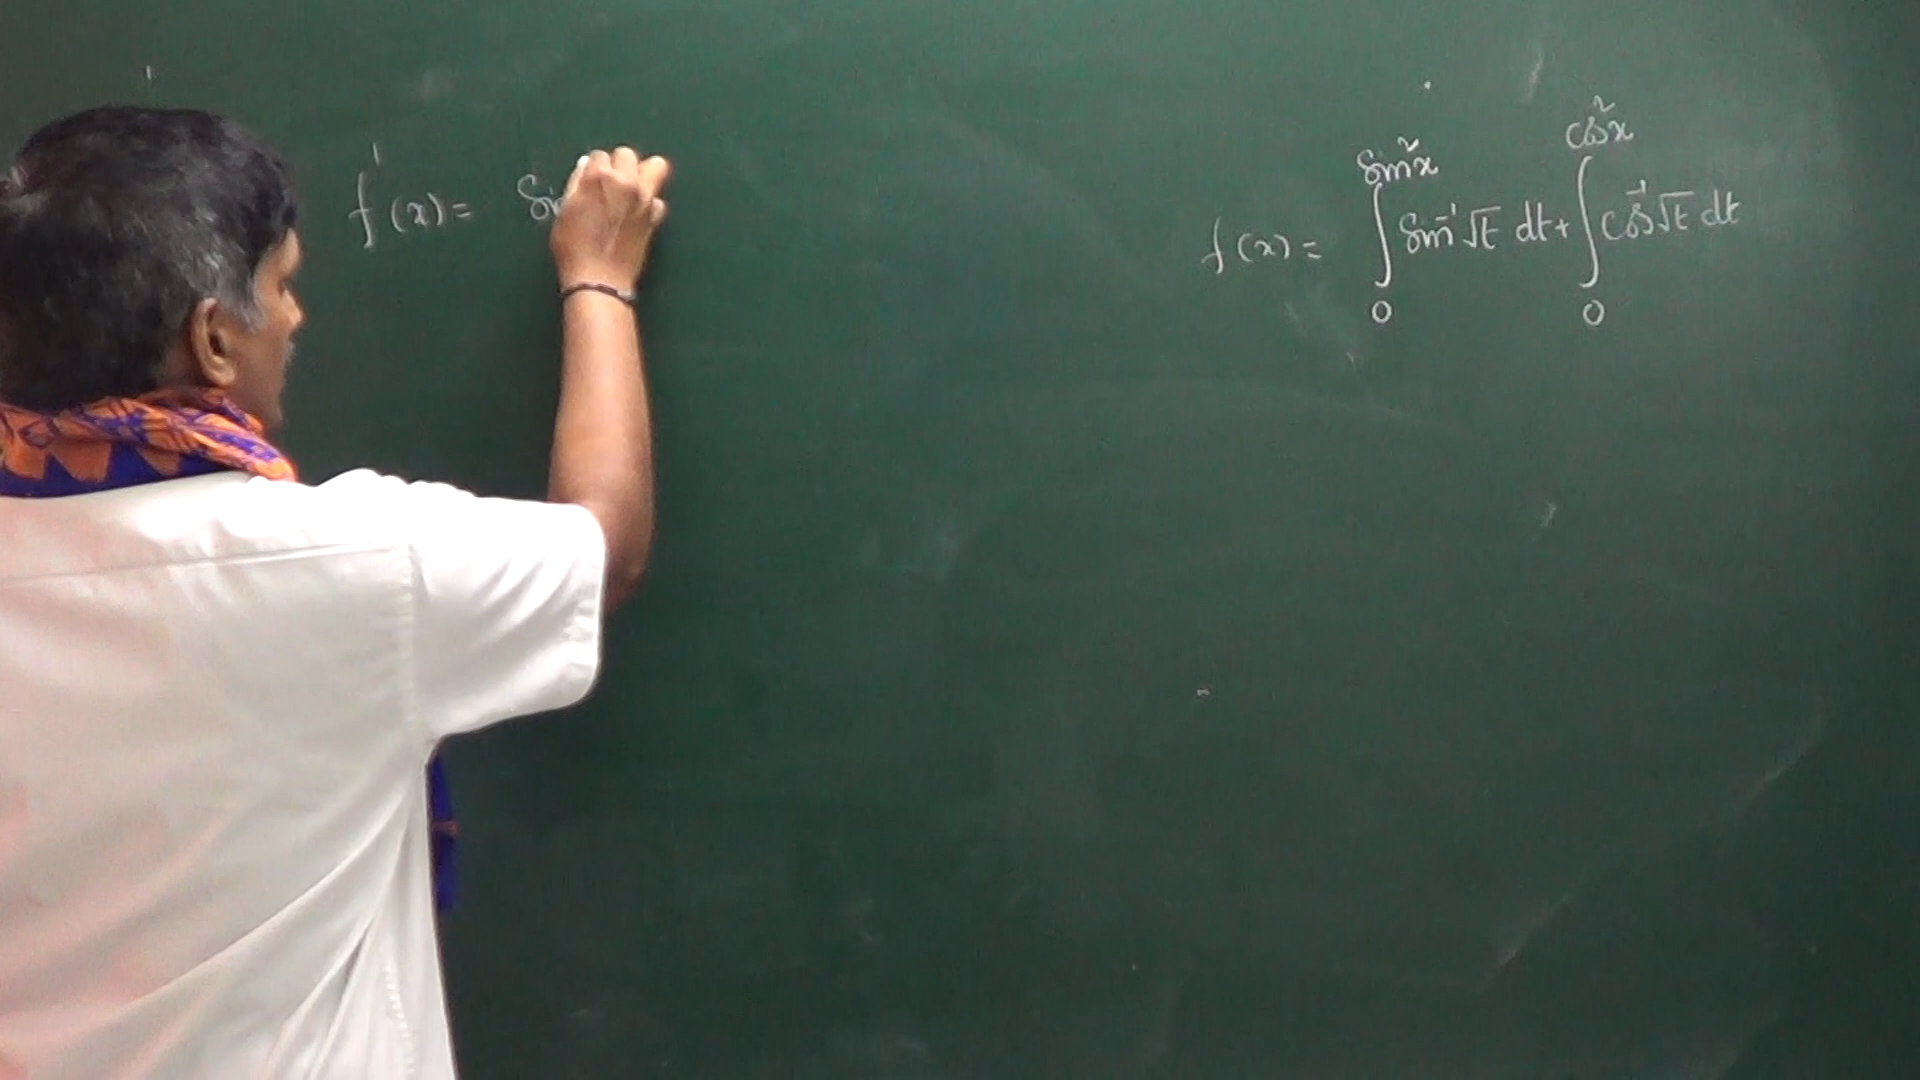 f'(x) = Si
f(x) = ∫₀^(Sin²x) Sin⁻¹√t dt + ∫₀^(Cos²x) Cos⁻¹√t dt